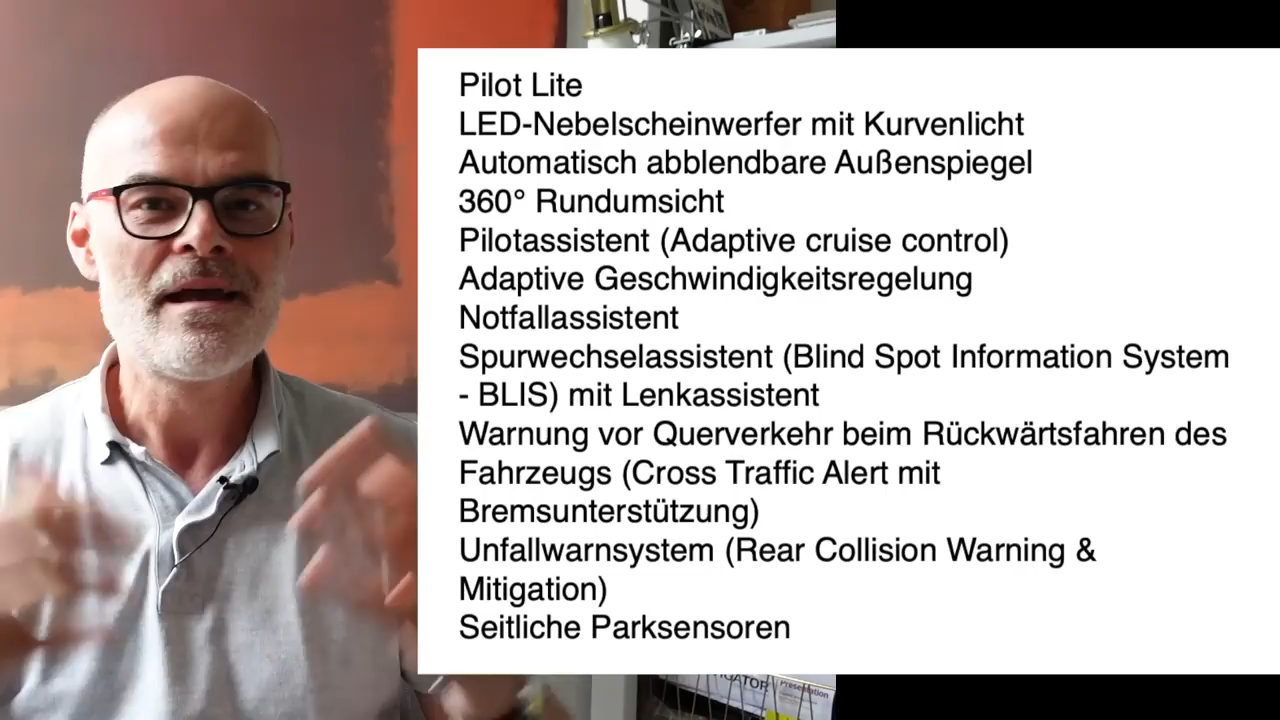 Pilot Lite
LED-Nebelscheinwerfer mit Kurvenlicht
Automatisch abblendbare Außenspiegel
360° Rundumsicht
Pilotassistent (Adaptive cruise control)
Adaptive Geschwindigkeitsregelung
Notfallassistent
Spurwechselassistent (Blind Spot Information System
- BLIS) mit Lenkassistent
Warnung vor Querverkehr beim Rückwärtsfahren des
Fahrzeugs (Cross Traffic Alert mit
Bremsunterstützung)
Unfallwarnsystem (Rear Collision Warning &
Mitigation)
Seitliche Parksensoren
Presentation